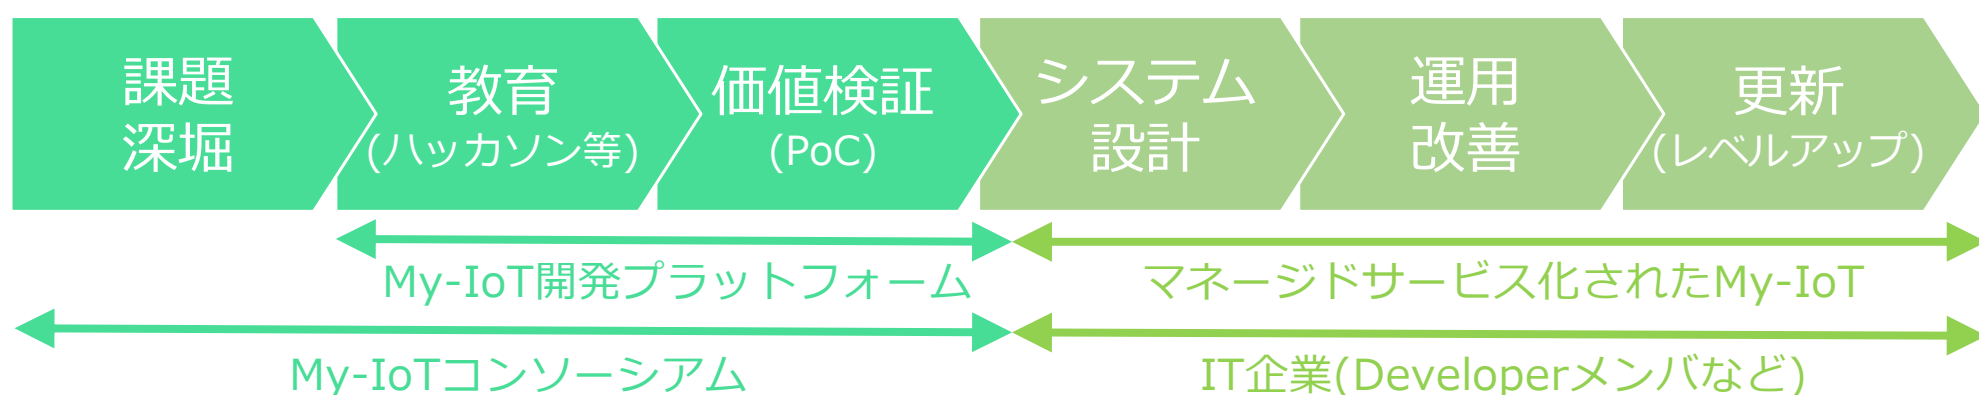 課題
深堀
教育
(ハッカソン等)
価値検証
(PoC)
システム
設計
運用
改善
更新
(レベルアップ)
My-IoT開発プラットフォーム
マネージドサービス化されたMy-IoT
My-IoTコンソーシアム
IT企業(Developerメンバなど)